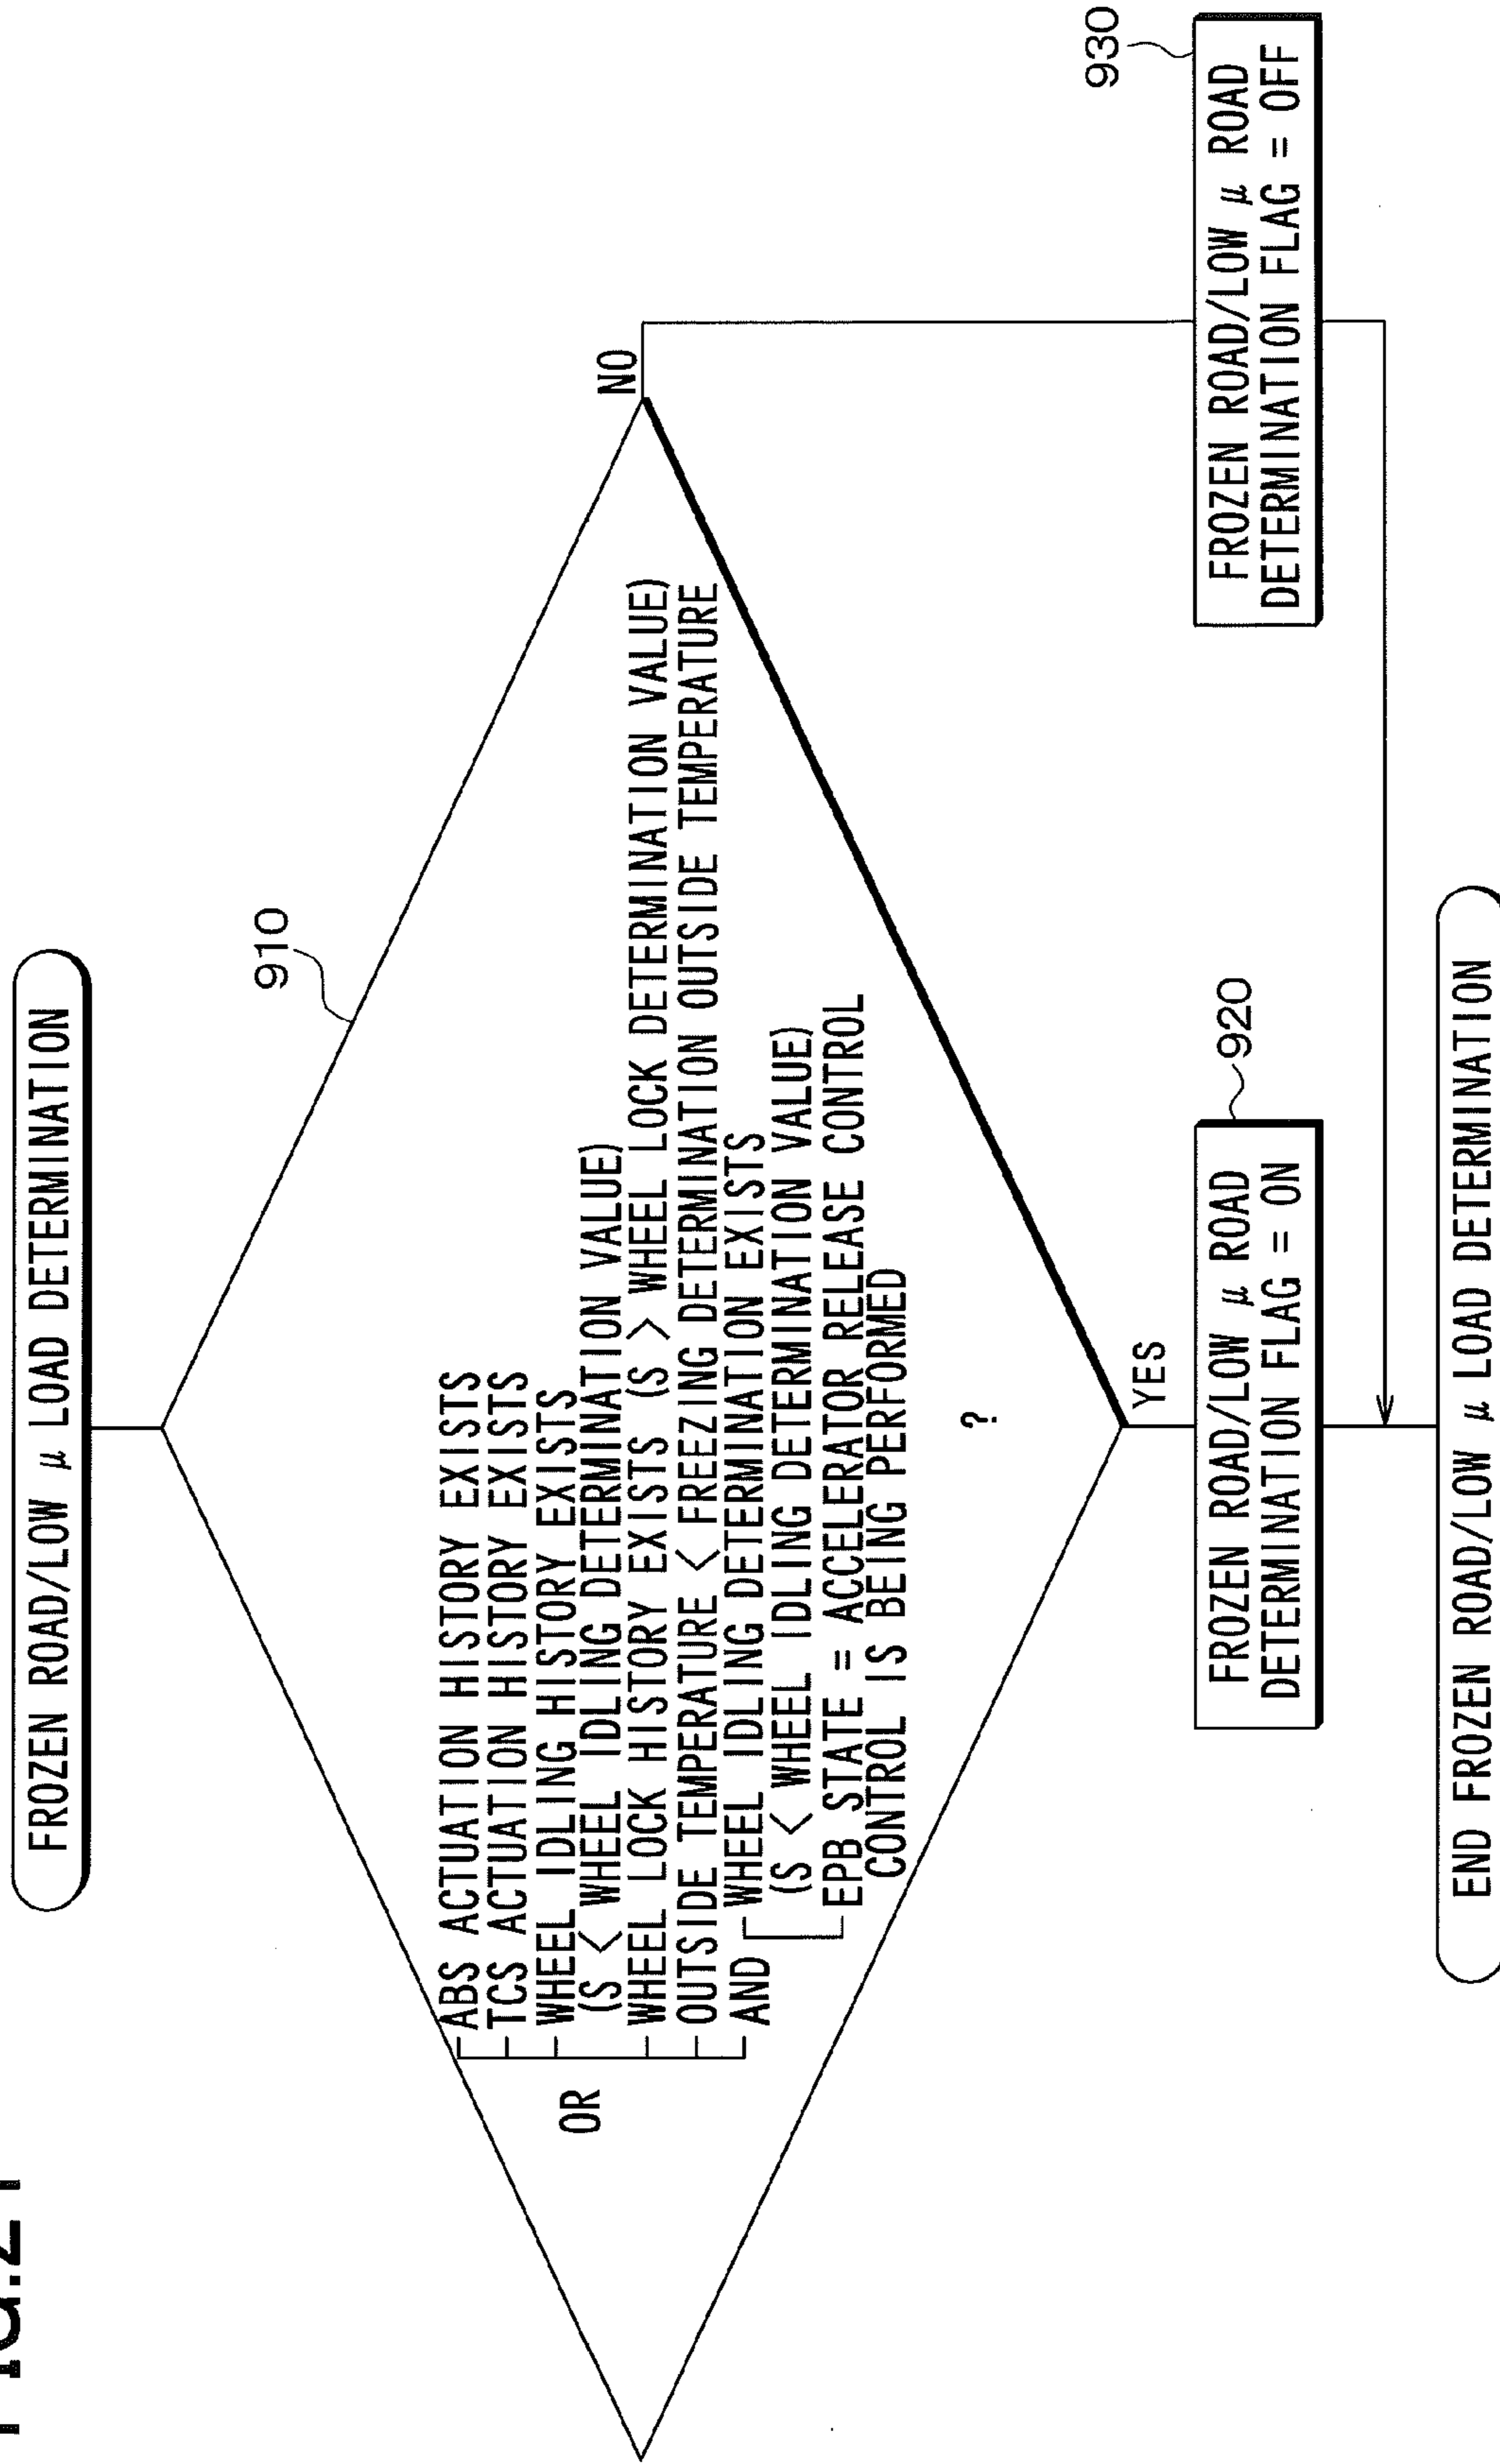 FIG.21
FROZEN ROAD/LOW μ LOAD DETERMINATION
910
OR
ABS ACTUATION HISTORY EXISTS
TCS ACTUATION HISTORY EXISTS
WHEEL IDLING HISTORY EXISTS
(S < WHEEL IDLING DETERMINATION VALUE)
WHEEL LOCK HISTORY EXISTS (S > WHEEL LOCK DETERMINATION VALUE)
OUTSIDE TEMPERATURE < FREEZING DETERMINATION OUTSIDE TEMPERATURE
AND
WHEEL IDLING DETERMINATION EXISTS
(S < WHEEL IDLING DETERMINATION VALUE)
EPB STATE = ACCELERATOR RELEASE CONTROL
CONTROL IS BEING PERFORMED
?
NO
YES
920
FROZEN ROAD/LOW μ ROAD
DETERMINATION FLAG = ON
930
FROZEN ROAD/LOW μ ROAD
DETERMINATION FLAG = OFF
END FROZEN ROAD/LOW μ LOAD DETERMINATION